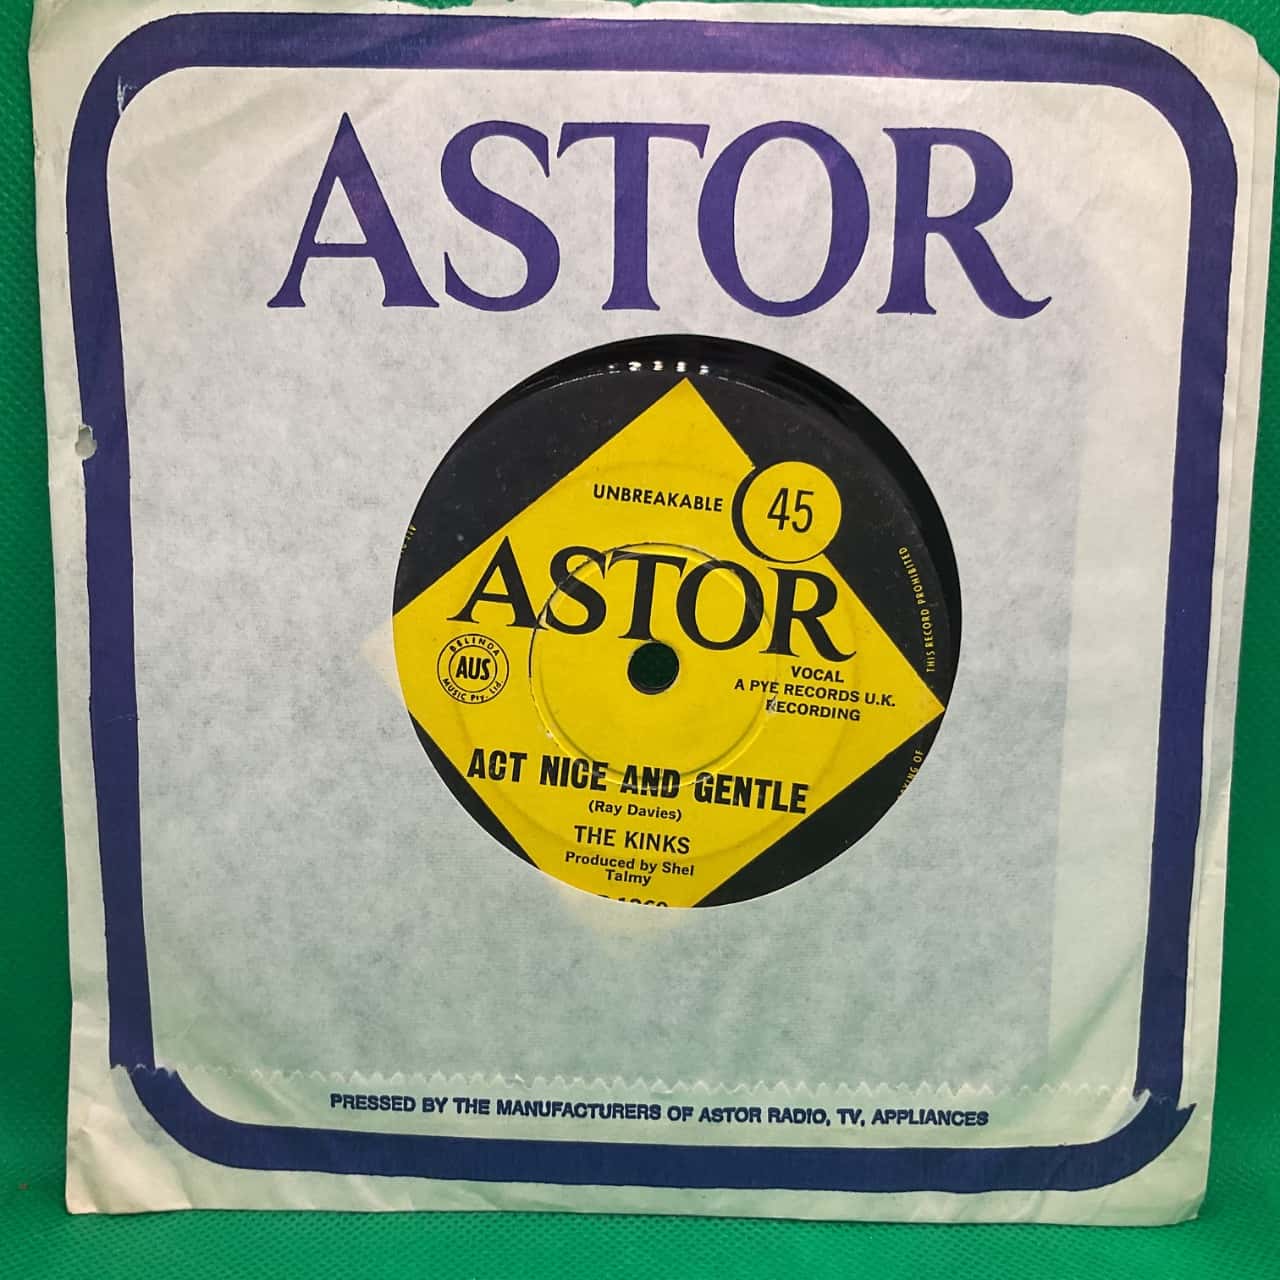 ASTOR
UNBREAKABLE
45
ASTOR
BELINDA
AUS
MUSIC Pty. Ltd
VOCAL
A PYE RECORDS U.K.
RECORDING
THIS RECORD PROHIBITED
OF
ACT NICE AND GENTLE
(Ray Davies)
THE KINKS
Produced by Shel
Talmy
PRESSED BY THE MANUFACTURERS OF ASTOR RADIO, TV, APPLIANCES